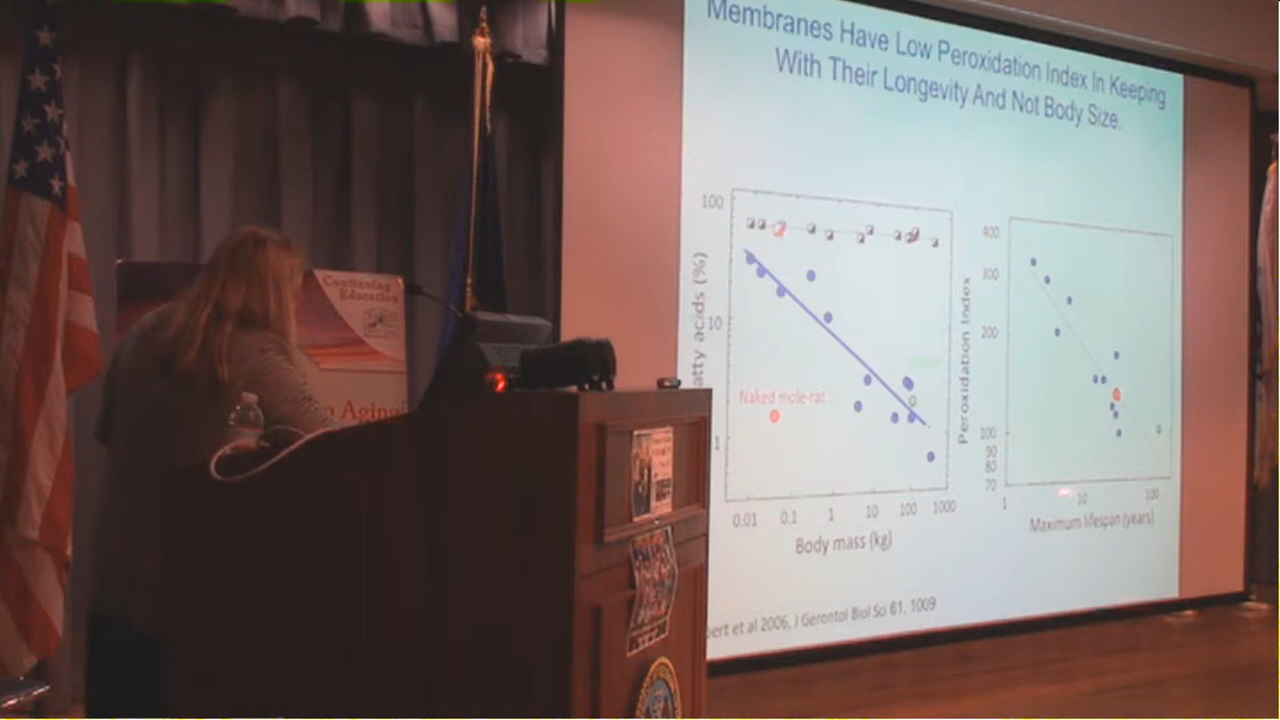 Membranes Have Low Peroxidation Index In Keeping
With Their Longevity And Not Body Size.
100
10
1
atty acids (%)
Naked mole-rat
0.01 0.1 1 10 100 1000
Body mass (kg)
Peroxidation Index
400
300
200
100
90
80
70
1 10 100
Maximum lifespan (years)
bert et al 2006, J Gerontol Biol Sci 61, 1009
Continuing
Education
n Aging